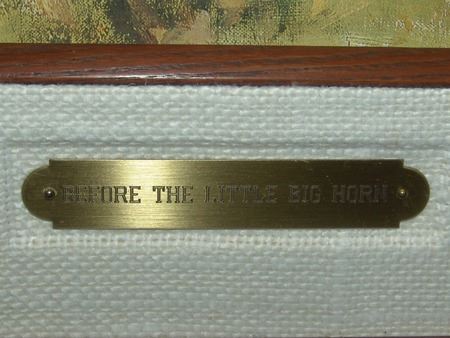 BEFORE THE LITTLE BIG HORN